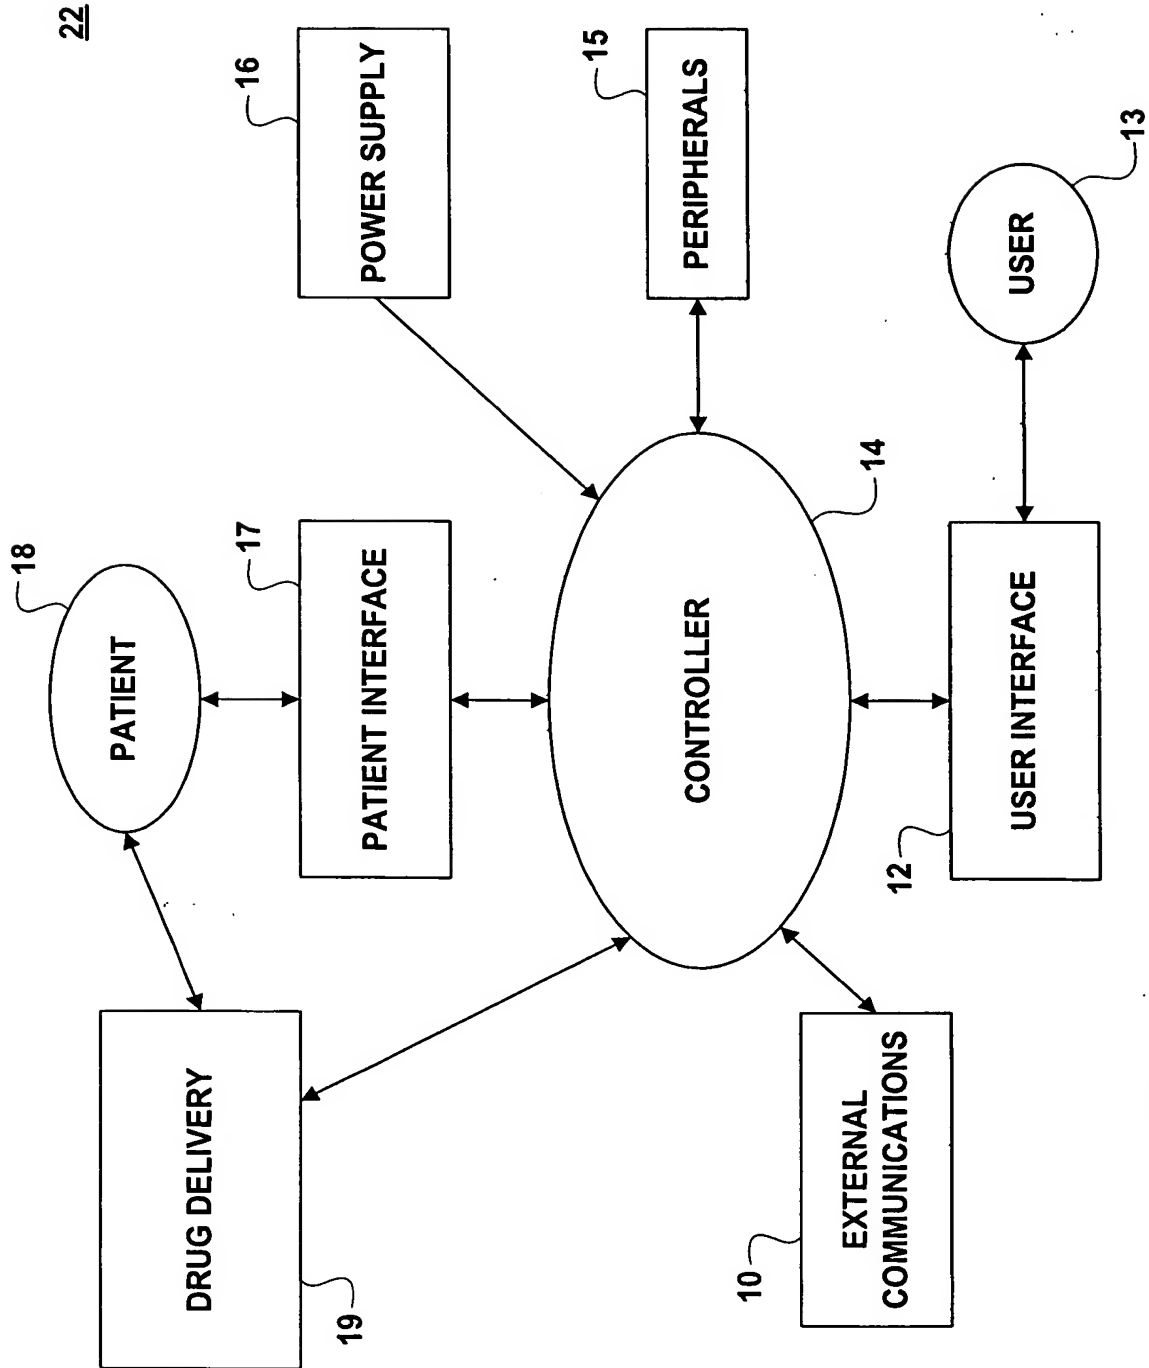 22
18
PATIENT
DRUG DELIVERY
19
17
PATIENT INTERFACE
16
POWER SUPPLY
CONTROLLER
14
15
PERIPHERALS
10
EXTERNAL
COMMUNICATIONS
12
USER INTERFACE
USER
13